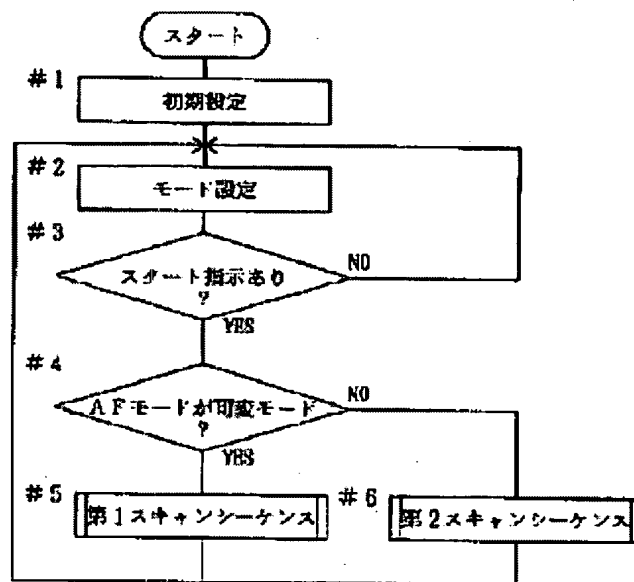 スタート
#1
初期設定
#2
モード設定
#3
スタート指示あり
?
NO
YES
#4
AFモードが可変モード
?
NO
YES
#5
第1スキャンシーケンス
#6
第2スキャンシーケンス